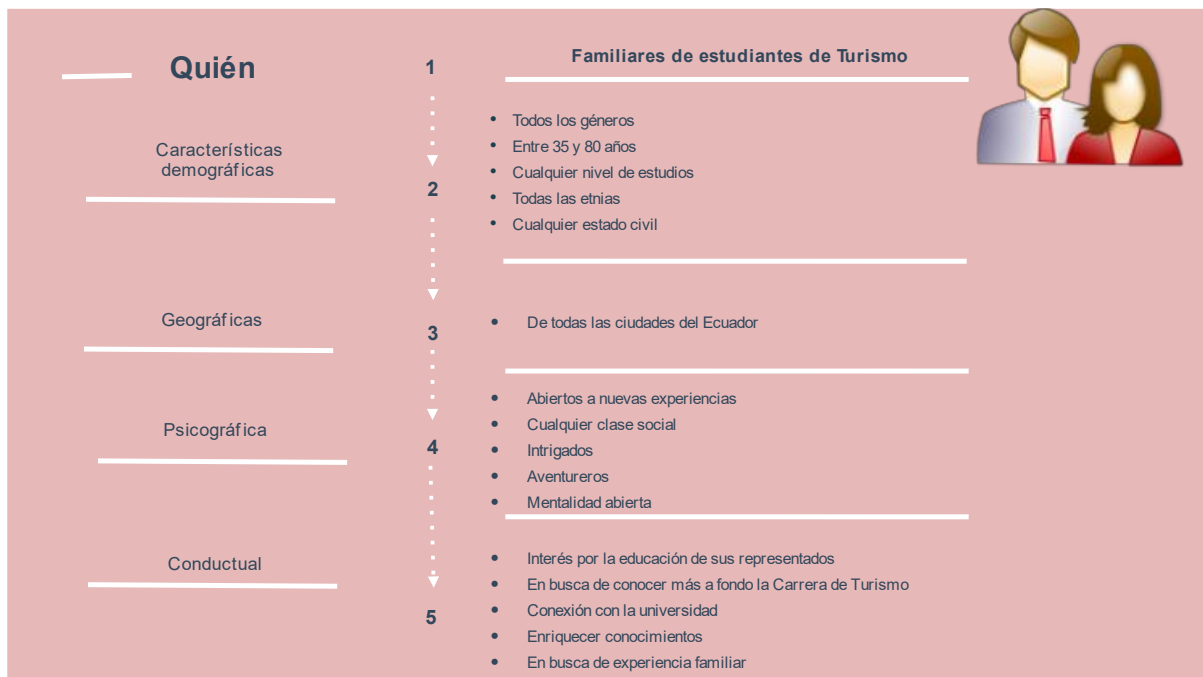 Quién
1
Familiares de estudiantes de Turismo
Características
demográficas
2
• Todos los géneros
• Entre 35 y 80 años
• Cualquier nivel de estudios
• Todas las etnias
• Cualquier estado civil
Geográficas
3
• De todas las ciudades del Ecuador
Psicográfica
4
• Abiertos a nuevas experiencias
• Cualquier clase social
• Intrigados
• Aventureros
• Mentalidad abierta
Conductual
5
• Interés por la educación de sus representados
• En busca de conocer más a fondo la Carrera de Turismo
• Conexión con la universidad
• Enriquecer conocimientos
• En busca de experiencia familiar